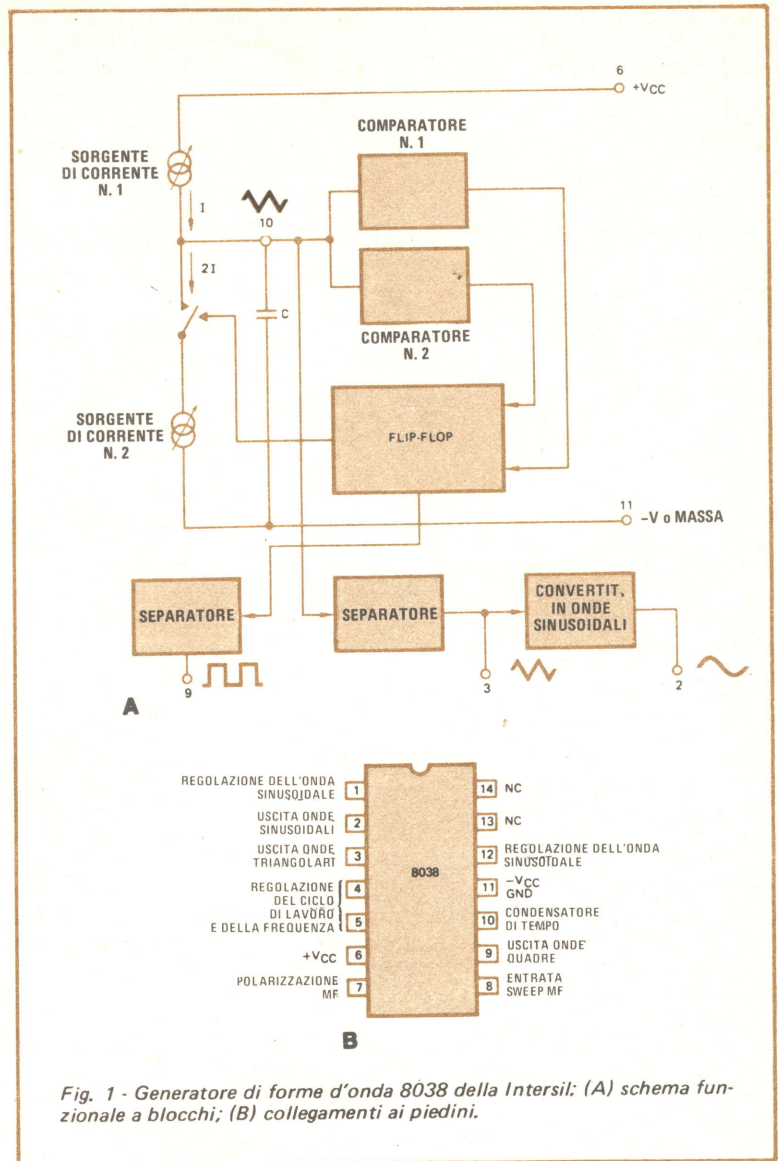 6
+VCC
COMPARATORE
N. 1
SORGENTE
DI CORRENTE
N. 1
I
10
2I
C
COMPARATORE
N. 2
SORGENTE
DI CORRENTE
N. 2
FLIP-FLOP
11
-V o MASSA
SEPARATORE
SEPARATORE
CONVERTIT.
IN ONDE
SINUSOIDALI
9
3
2
A
REGOLAZIONE DELL'ONDA
SINUSOIDALE
1
USCITA ONDE
SINUSOIDALI
2
USCITA ONDE
TRIANGOLART
3
REGOLAZIONE
DEL CICLO
DI LAVORO
E DELLA FREQUENZA
4
5
+VCC
6
POLARIZZAZIONE
MF
7
8038
14 NC
13 NC
12 REGOLAZIONE DELL'ONDA
SINUSOIDALE
11 -VCC
GND
10 CONDENSATORE
DI TEMPO
9 USCITA ONDE
QUADRE
8 ENTRATA
SWEEP MF
B
Fig. 1 - Generatore di forme d'onda 8038 della Intersil; (A) schema fun-
zionale a blocchi; (B) collegamenti ai piedini.